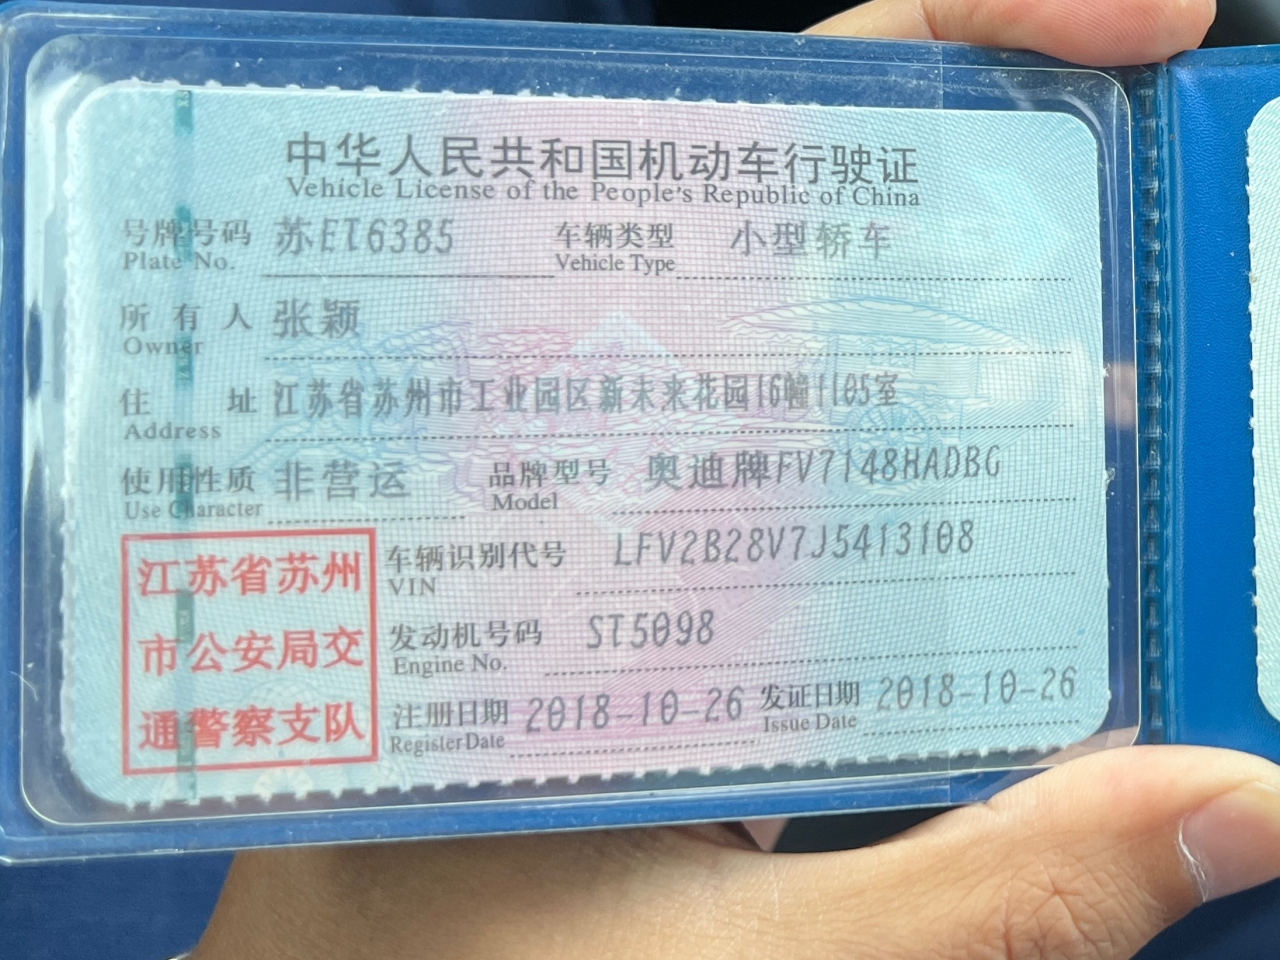 中华人民共和国机动车行驶证
Vehicle License of the People's Republic of China
号牌号码 苏ET6385 车辆类型 小型轿车
Plate No. Vehicle Type
所有人 张颖
Owner
住址 江苏省苏州市工业园区新未来花园16幢1105室
Address
使用性质 非营运 品牌型号 奥迪牌FV7148HADBG
Use Character Model
江苏省苏州
市公安局交
通警察支队
车辆识别代号 LFV2B28V7J5413108
VIN
发动机号码 ST5098
Engine No.
注册日期 2018-10-26 发证日期 2018-10-26
Register Date Issue Date